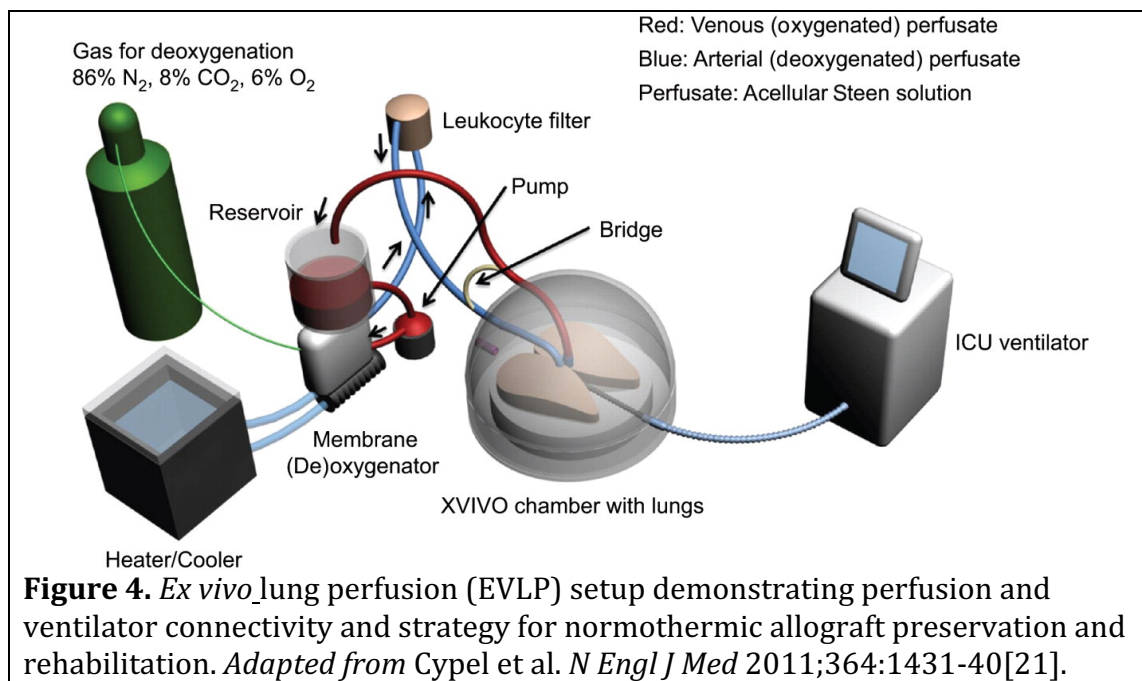 Gas for deoxygenation
86% N₂, 8% CO₂, 6% O₂
Red: Venous (oxygenated) perfusate
Blue: Arterial (deoxygenated) perfusate
Perfusate: Acellular Steen solution
Leukocyte filter
Pump
Reservoir
Bridge
ICU ventilator
Membrane
(De)oxygenator
XVIVO chamber with lungs
Heater/Cooler
Figure 4. Ex vivo lung perfusion (EVLP) setup demonstrating perfusion and
ventilator connectivity and strategy for normothermic allograft preservation and
rehabilitation. Adapted from Cypel et al. N Engl J Med 2011;364:1431-40[21].